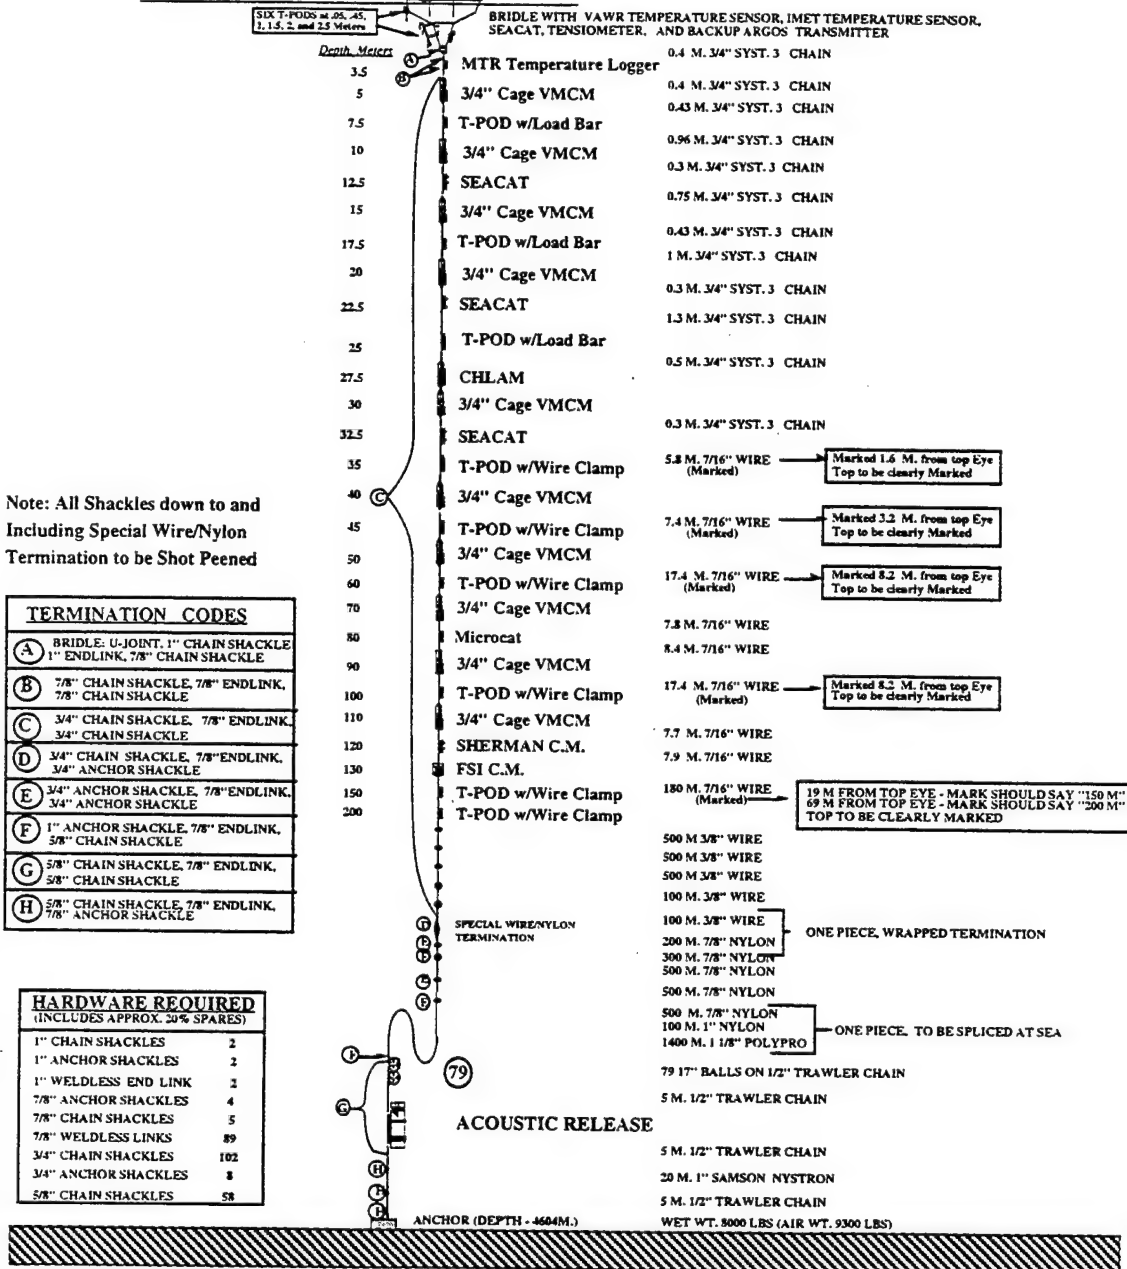 SIX T-PODS at .05, .45,
1, 1.5, 2, and 2.5 Meters
BRIDLE WITH VAWR TEMPERATURE SENSOR, IMET TEMPERATURE SENSOR,
SEACAT, TENSIOMETER, AND BACKUP ARGOS TRANSMITTER
Depth, Meters
A
B
0.4 M. 3/4" SYST. 3 CHAIN
3.5 MTR Temperature Logger
0.4 M. 3/4" SYST. 3 CHAIN
5 3/4" Cage VMCM
0.43 M. 3/4" SYST. 3 CHAIN
7.5 T-POD w/Load Bar
0.96 M. 3/4" SYST. 3 CHAIN
10 3/4" Cage VMCM
0.3 M. 3/4" SYST. 3 CHAIN
12.5 SEACAT
0.75 M. 3/4" SYST. 3 CHAIN
15 3/4" Cage VMCM
0.43 M. 3/4" SYST. 3 CHAIN
17.5 T-POD w/Load Bar
1 M. 3/4" SYST. 3 CHAIN
20 3/4" Cage VMCM
0.3 M. 3/4" SYST. 3 CHAIN
22.5 SEACAT
1.3 M. 3/4" SYST. 3 CHAIN
25 T-POD w/Load Bar
0.5 M. 3/4" SYST. 3 CHAIN
27.5 CHLAM
30 3/4" Cage VMCM
0.3 M. 3/4" SYST. 3 CHAIN
32.5 SEACAT
35 T-POD w/Wire Clamp
5.8 M. 7/16" WIRE
(Marked)
Marked 1.6 M. from top Eye
Top to be clearly Marked
40 C 3/4" Cage VMCM
45 T-POD w/Wire Clamp
7.4 M. 7/16" WIRE
(Marked)
Marked 3.2 M. from top Eye
Top to be clearly Marked
50 3/4" Cage VMCM
60 T-POD w/Wire Clamp
17.4 M. 7/16" WIRE
(Marked)
Marked 8.2 M. from top Eye
Top to be clearly Marked
70 3/4" Cage VMCM
7.8 M. 7/16" WIRE
80 Microcat
8.4 M. 7/16" WIRE
90 3/4" Cage VMCM
100 T-POD w/Wire Clamp
17.4 M. 7/16" WIRE
(Marked)
Marked 8.2 M. from top Eye
Top to be clearly Marked
110 3/4" Cage VMCM
7.7 M. 7/16" WIRE
120 SHERMAN C.M.
7.9 M. 7/16" WIRE
130 FSI C.M.
150 T-POD w/Wire Clamp
180 M. 7/16" WIRE
(Marked)
19 M FROM TOP EYE - MARK SHOULD SAY "150 M"
69 M FROM TOP EYE - MARK SHOULD SAY "200 M"
TOP TO BE CLEARLY MARKED
200 T-POD w/Wire Clamp
500 M 3/8" WIRE
500 M 3/8" WIRE
500 M 3/8" WIRE
100 M. 3/8" WIRE
D
SPECIAL WIRE/NYLON
TERMINATION
100 M. 3/8" WIRE
200 M. 7/8" NYLON
ONE PIECE, WRAPPED TERMINATION
300 M. 7/8" NYLON
500 M. 7/8" NYLON
E
500 M. 7/8" NYLON
500 M. 7/8" NYLON
100 M. 1" NYLON
1400 M. 1 1/8" POLYPRO
ONE PIECE, TO BE SPLICED AT SEA
79
79 17" BALLS ON 1/2" TRAWLER CHAIN
5 M. 1/2" TRAWLER CHAIN
G
ACOUSTIC RELEASE
5 M. 1/2" TRAWLER CHAIN
H
20 M. 1" SAMSON NYSTRON
5 M. 1/2" TRAWLER CHAIN
ANCHOR (DEPTH - 4604M.)
WET WT. 8000 LBS (AIR WT. 9300 LBS)
Note: All Shackles down to and
Including Special Wire/Nylon
Termination to be Shot Peened
TERMINATION CODES
A BRIDLE: U-JOINT, 1" CHAIN SHACKLE
1" ENDLINK, 7/8" CHAIN SHACKLE
B 7/8" CHAIN SHACKLE, 7/8" ENDLINK,
7/8" CHAIN SHACKLE
C 3/4" CHAIN SHACKLE, 7/8" ENDLINK,
3/4" CHAIN SHACKLE
D 3/4" CHAIN SHACKLE, 7/8" ENDLINK,
3/4" ANCHOR SHACKLE
E 3/4" ANCHOR SHACKLE, 7/8" ENDLINK,
3/4" ANCHOR SHACKLE
F 1" ANCHOR SHACKLE, 7/8" ENDLINK,
5/8" CHAIN SHACKLE
G 5/8" CHAIN SHACKLE, 7/8" ENDLINK,
5/8" CHAIN SHACKLE
H 5/8" CHAIN SHACKLE, 7/8" ENDLINK,
7/8" ANCHOR SHACKLE
HARDWARE REQUIRED
(INCLUDES APPROX. 20% SPARES)
1" CHAIN SHACKLES 2
1" ANCHOR SHACKLES 2
1" WELDLESS END LINK 2
7/8" ANCHOR SHACKLES 4
7/8" CHAIN SHACKLES 5
7/8" WELDLESS LINKS 89
3/4" CHAIN SHACKLES 102
3/4" ANCHOR SHACKLES 8
5/8" CHAIN SHACKLES 58